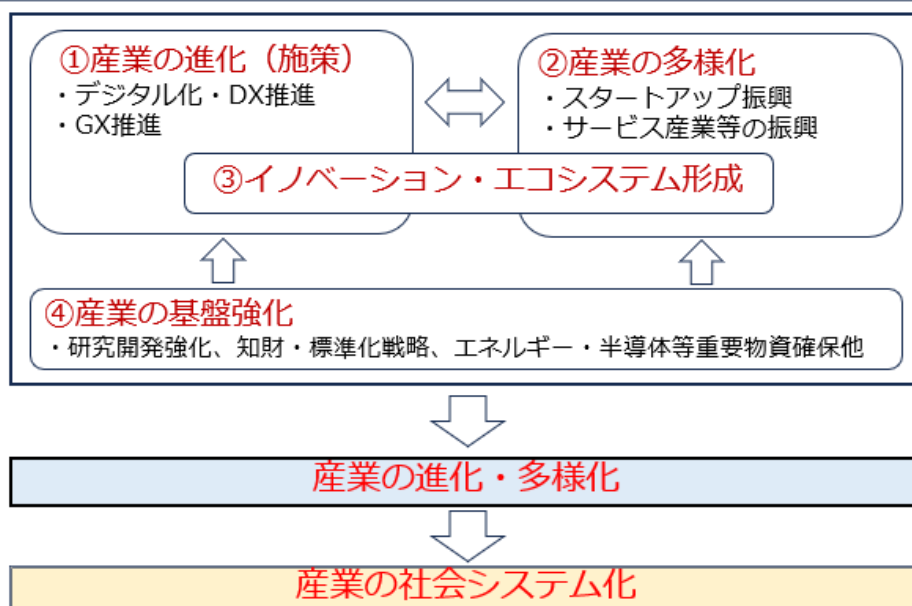 ①産業の進化（施策）
・デジタル化・DX推進
・GX推進
②産業の多様化
・スタートアップ振興
・サービス産業等の振興
③イノベーション・エコシステム形成
④産業の基盤強化
・研究開発強化、知財・標準化戦略、エネルギー・半導体等重要物資確保他
産業の進化・多様化
産業の社会システム化